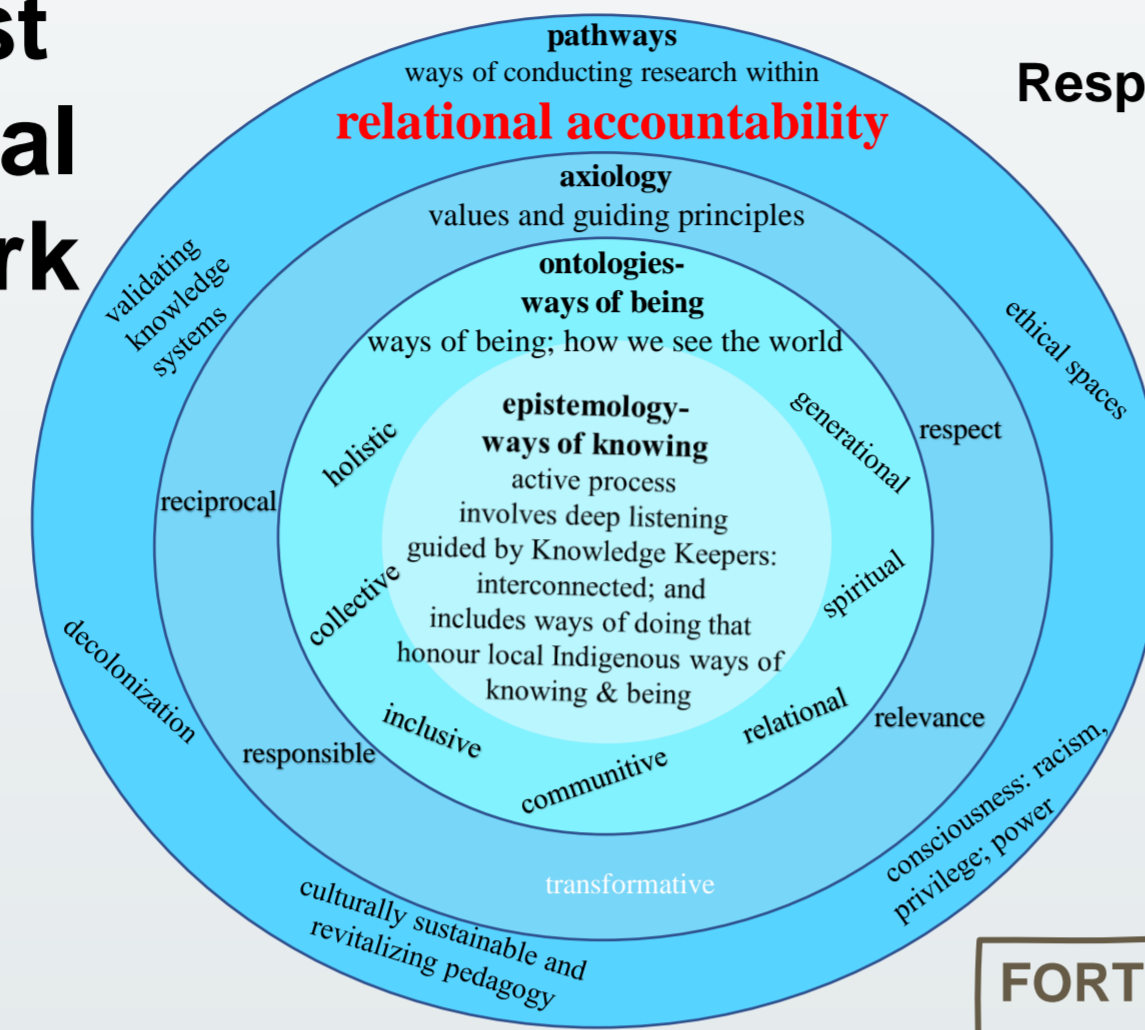 st
al
rk
Resp
pathways
ways of conducting research within
relational accountability
axiology
values and guiding principles
ontologies-
ways of being
ways of being; how we see the world
epistemology-
ways of knowing
active process
involves deep listening
guided by Knowledge Keepers:
interconnected; and
includes ways of doing that
honour local Indigenous ways of
knowing & being
holistic
generational
collective
spiritual
inclusive
communitive
relational
respect
reciprocal
responsible
relevance
transformative
validating
knowledge
systems
ethical spaces
decolonization
consciousness: racism,
privilege; power
culturally sustainable and
revitalizing pedagogy
FORT